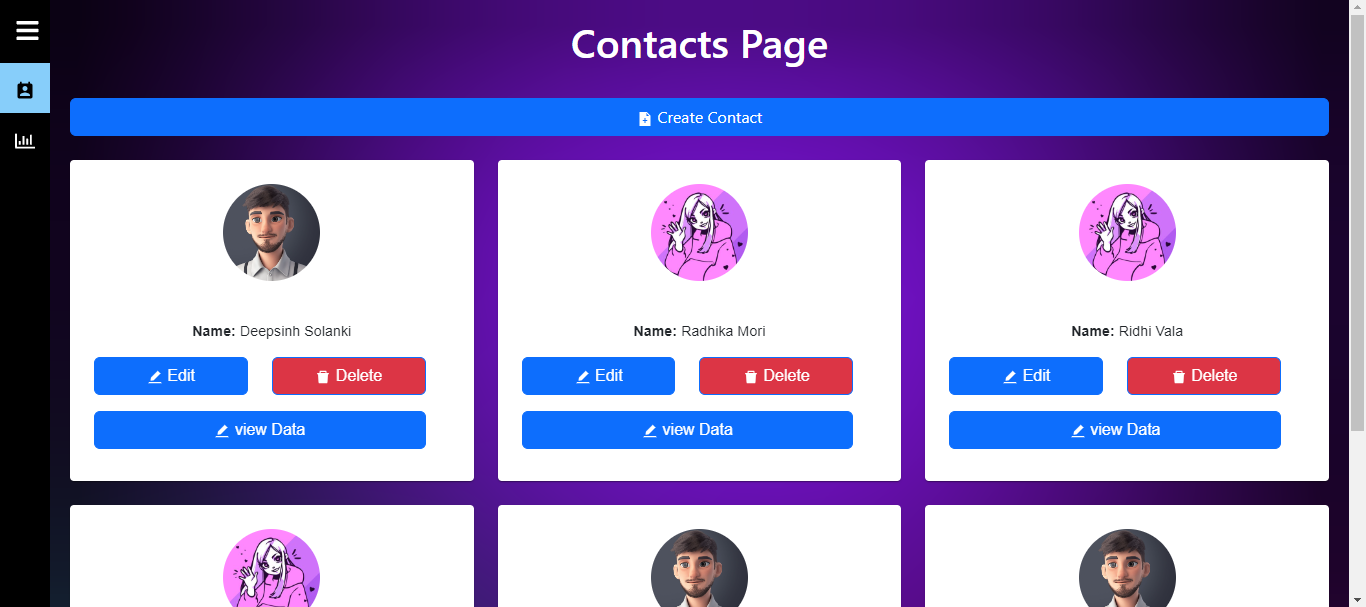 Contacts Page
Create Contact
Name: Deepsinh Solanki
Edit Delete
view Data
Name: Radhika Mori
Edit Delete
view Data
Name: Ridhi Vala
Edit Delete
view Data